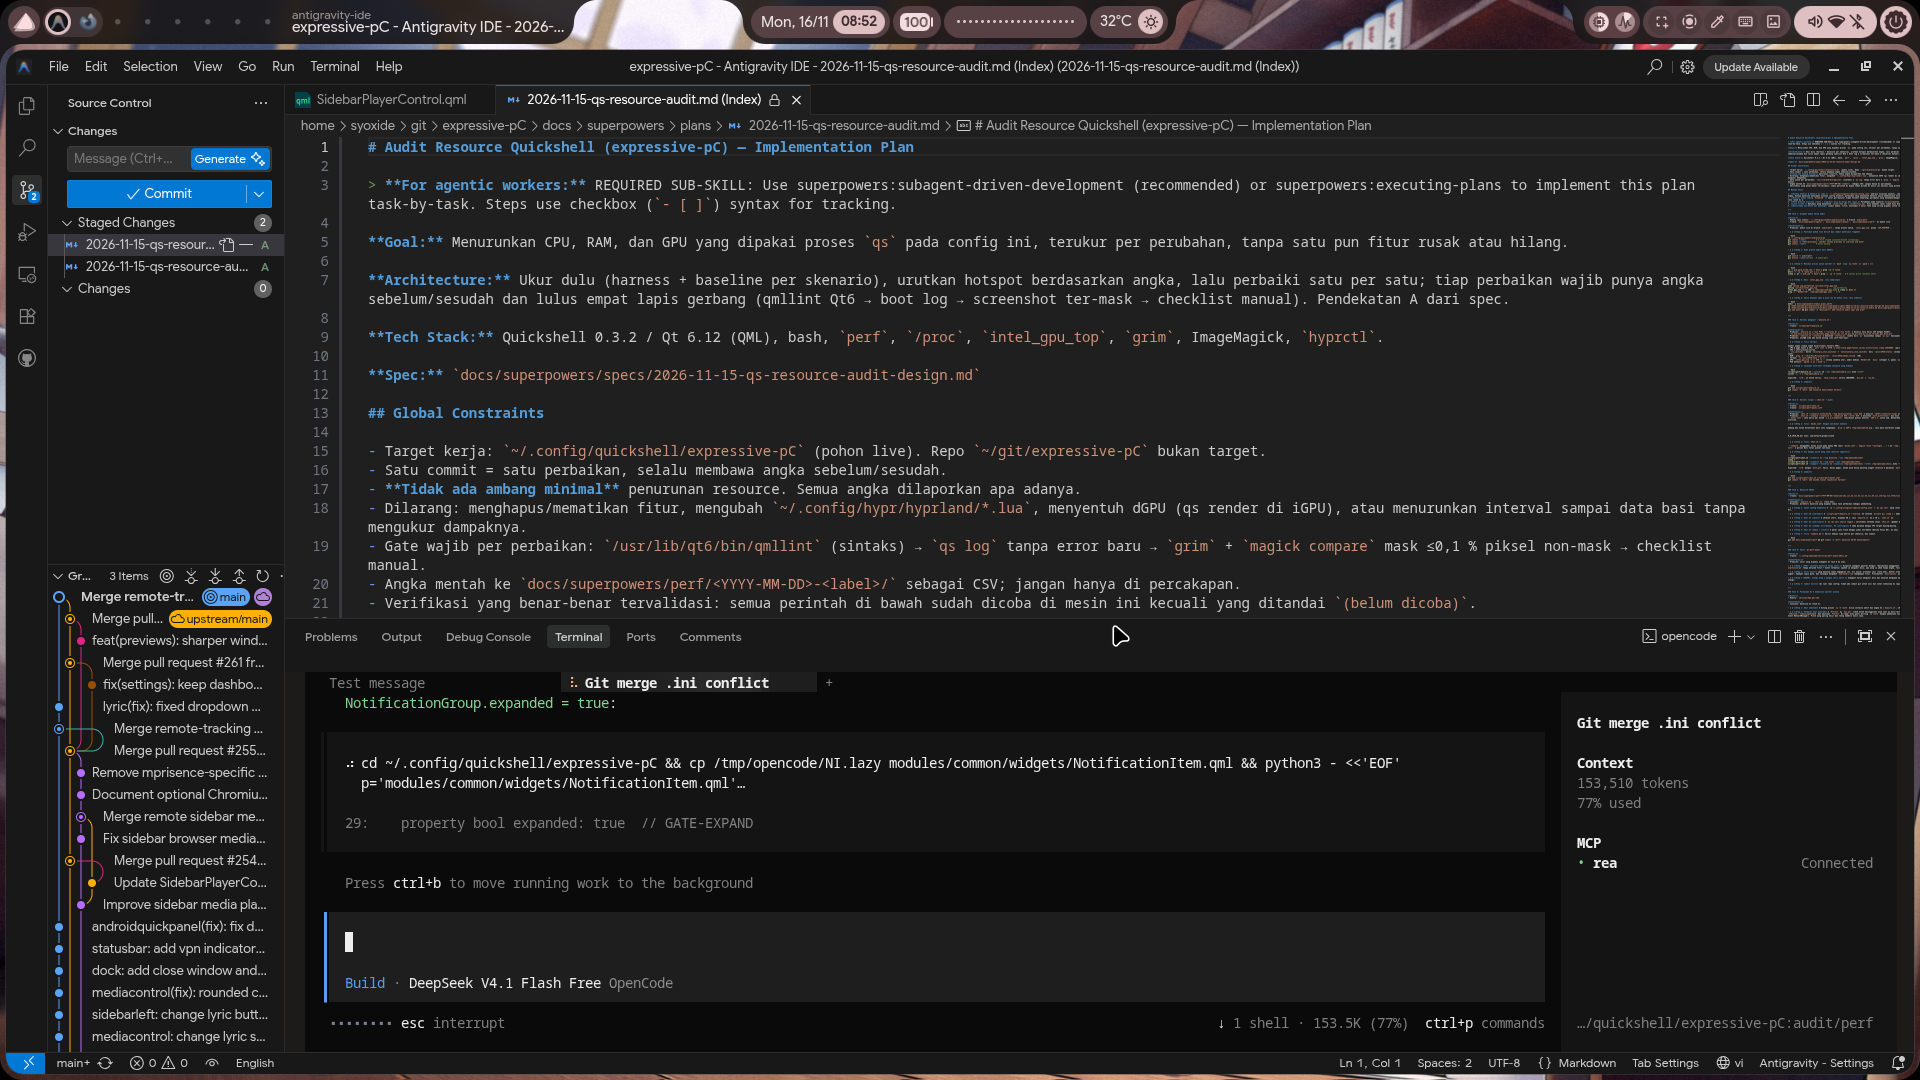 antigravity-ide
expressive-pC - Antigravity IDE - 2026-...
Mon, 16/11 08:52
100
32°C
File Edit Selection View Go Run Terminal Help
expressive-pC - Antigravity IDE - 2026-11-15-qs-resource-audit.md (Index) (2026-11-15-qs-resource-audit.md (Index))
Update Available
Source Control
Changes
Message (Ctrl+...
Generate
Commit
Staged Changes 2
2026-11-15-qs-resour... A
2026-11-15-qs-resource-au... A
Changes 0
Gr... 3 Items
Merge remote-tr... main
Merge pull... upstream/main
feat(previews): sharper wind...
Merge pull request #261 fr...
fix(settings): keep dashbo...
lyric(fix): fixed dropdown ...
Merge remote-tracking ...
Merge pull request #255...
Remove mprisence-specific ...
Document optional Chromiu...
Merge remote sidebar me...
Fix sidebar browser media...
Merge pull request #254...
Update SidebarPlayerCo...
Improve sidebar media pla...
androidquickpanel(fix): fix d...
statusbar: add vpn indicator...
dock: add close window and...
mediacontrol(fix): rounded c...
sidebarleft: change lyric butt...
mediacontrol: change lyric s...
SidebarPlayerControl.qml
2026-11-15-qs-resource-audit.md (Index)
home > syoxide > git > expressive-pC > docs > superpowers > plans > 2026-11-15-qs-resource-audit.md > # Audit Resource Quickshell (expressive-pC) — Implementation Plan
1 # Audit Resource Quickshell (expressive-pC) — Implementation Plan
2
3 > **For agentic workers:** REQUIRED SUB-SKILL: Use superpowers:subagent-driven-development (recommended) or superpowers:executing-plans to implement this plan
task-by-task. Steps use checkbox (`- [ ]`) syntax for tracking.
4
5 **Goal:** Menurunkan CPU, RAM, dan GPU yang dipakai proses `qs` pada config ini, terukur per perubahan, tanpa satu pun fitur rusak atau hilang.
6
7 **Architecture:** Ukur dulu (harness + baseline per skenario), urutkan hotspot berdasarkan angka, lalu perbaiki satu per satu; tiap perbaikan wajib punya angka
sebelum/sesudah dan lulus empat lapis gerbang (qmllint Qt6 → boot log → screenshot ter-mask → checklist manual). Pendekatan A dari spec.
8
9 **Tech Stack:** Quickshell 0.3.2 / Qt 6.12 (QML), bash, `perf`, `/proc`, `intel_gpu_top`, `grim`, ImageMagick, `hyprctl`.
10
11 **Spec:** `docs/superpowers/specs/2026-11-15-qs-resource-audit-design.md`
12
13 ## Global Constraints
14
15 - Target kerja: `~/.config/quickshell/expressive-pC` (pohon live). Repo `~/git/expressive-pC` bukan target.
16 - Satu commit = satu perbaikan, selalu membawa angka sebelum/sesudah.
17 - **Tidak ada ambang minimal** penurunan resource. Semua angka dilaporkan apa adanya.
18 - Dilarang: menghapus/mematikan fitur, mengubah `~/.config/hypr/hyprland/*.lua`, menyentuh dGPU (qs render di iGPU), atau menurunkan interval sampai data basi tanpa
mengukur dampaknya.
19 - Gate wajib per perbaikan: `/usr/lib/qt6/bin/qmllint` (sintaks) → `qs log` tanpa error baru → `grim` + `magick compare` mask ≤0,1 % piksel non-mask → checklist
manual.
20 - Angka mentah ke `docs/superpowers/perf/<YYYY-MM-DD>-<label>/` sebagai CSV; jangan hanya di percakapan.
21 - Verifikasi yang benar-benar tervalidasi: semua perintah di bawah sudah dicoba di mesin ini kecuali yang ditandai `(belum dicoba)`.
Problems Output Debug Console Terminal Ports Comments
opencode
Test message
Git merge .ini conflict +
NotificationGroup.expanded = true:
cd ~/.config/quickshell/expressive-pC && cp /tmp/opencode/NI.lazy modules/common/widgets/NotificationItem.qml && python3 - <<'EOF'
p='modules/common/widgets/NotificationItem.qml'…
29: property bool expanded: true // GATE-EXPAND
Press ctrl+b to move running work to the background
Build · DeepSeek V4.1 Flash Free OpenCode
esc interrupt
↓ 1 shell · 153.5K (77%) ctrl+p commands
Git merge .ini conflict
Context
153,510 tokens
77% used
MCP
• rea Connected
…/quickshell/expressive-pC:audit/perf
main+ 0 0 English
Ln 1, Col 1 Spaces: 2 UTF-8 {} Markdown Tab Settings vi Antigravity - Settings